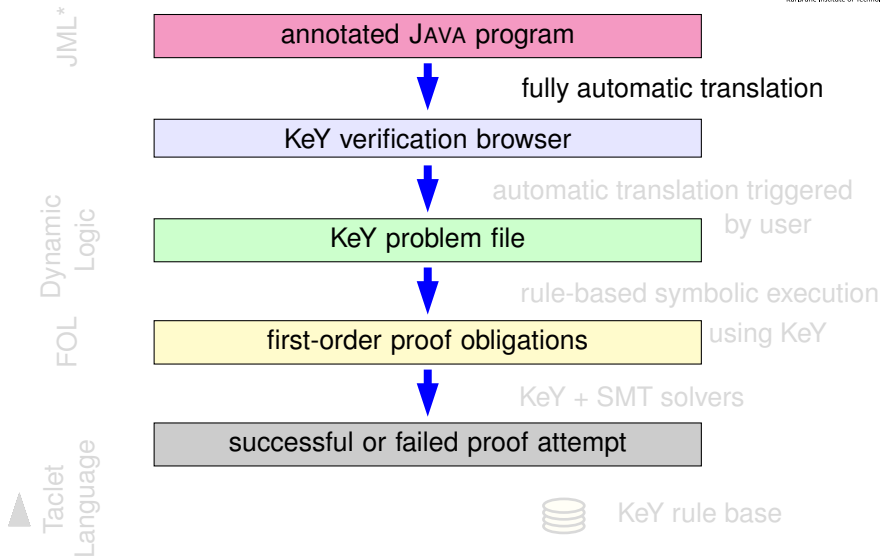 JML*
annotated JAVA program
fully automatic translation
KeY verification browser
automatic translation triggered
by user
Dynamic
Logic
KeY problem file
rule-based symbolic execution
using KeY
FOL
first-order proof obligations
KeY + SMT solvers
successful or failed proof attempt
Taclet
Language
KeY rule base